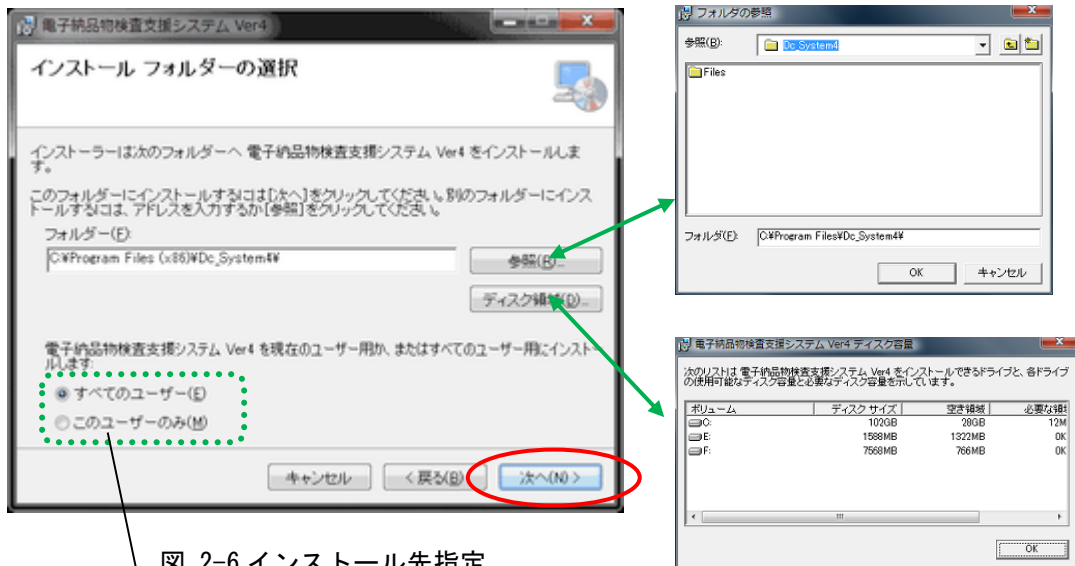 電子納品物検査支援システム Ver4
インストール フォルダーの選択
インストーラーは次のフォルダーへ 電子納品物検査支援システム Ver4 をインストールしま
す。
このフォルダーにインストールするには[次へ]をクリックしてください。別のフォルダーにインス
トールするには、アドレスを入力するか[参照]をクリックしてください。
フォルダー(F):
C:¥Program Files (x86)¥Dc_System4¥
参照(R)...
ディスク領域(D)...
電子納品物検査支援システム Ver4 を現在のユーザー用か、またはすべてのユーザー用にインストー
ルします:
すべてのユーザー(E)
このユーザーのみ(M)
キャンセル
< 戻る(B)
次へ(N) >
図 2-6 インストール先指定
フォルダの参照
参照(B):
Dc_System4
Files
フォルダ(F):
C:¥Program Files¥Dc_System4¥
OK
キャンセル
電子納品物検査支援システム Ver4 ディスク容量
次のリストは 電子納品物検査支援システム Ver4 をインストールできるドライブと、各ドライブ
の使用可能なディスク容量と必要なディスク容量を示しています。
ボリューム ディスク サイズ 空き領域 必要な領域
C: 102GB 28GB 12M
E: 1588MB 1322MB 0K
F: 7568MB 766MB 0K
OK